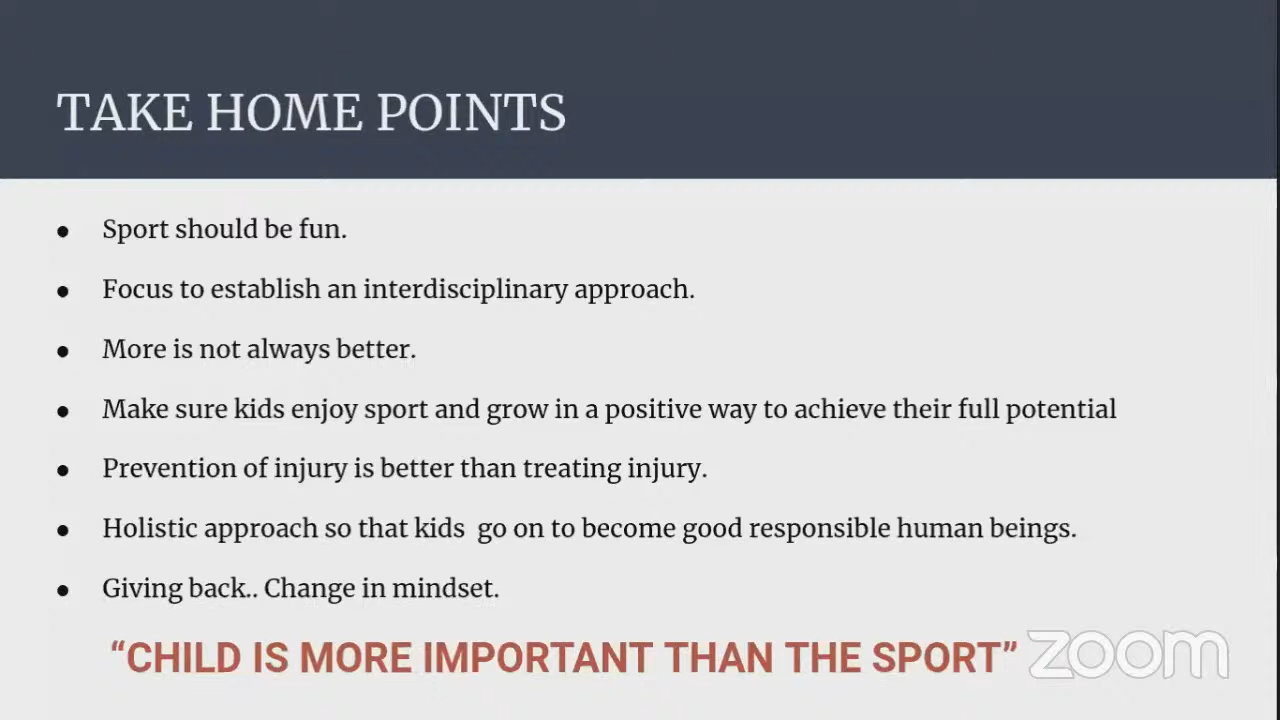 TAKE HOME POINTS
● Sport should be fun.
● Focus to establish an interdisciplinary approach.
● More is not always better.
● Make sure kids enjoy sport and grow in a positive way to achieve their full potential
● Prevention of injury is better than treating injury.
● Holistic approach so that kids  go on to become good responsible human beings.
● Giving back.. Change in mindset.
“CHILD IS MORE IMPORTANT THAN THE SPORT” zoom